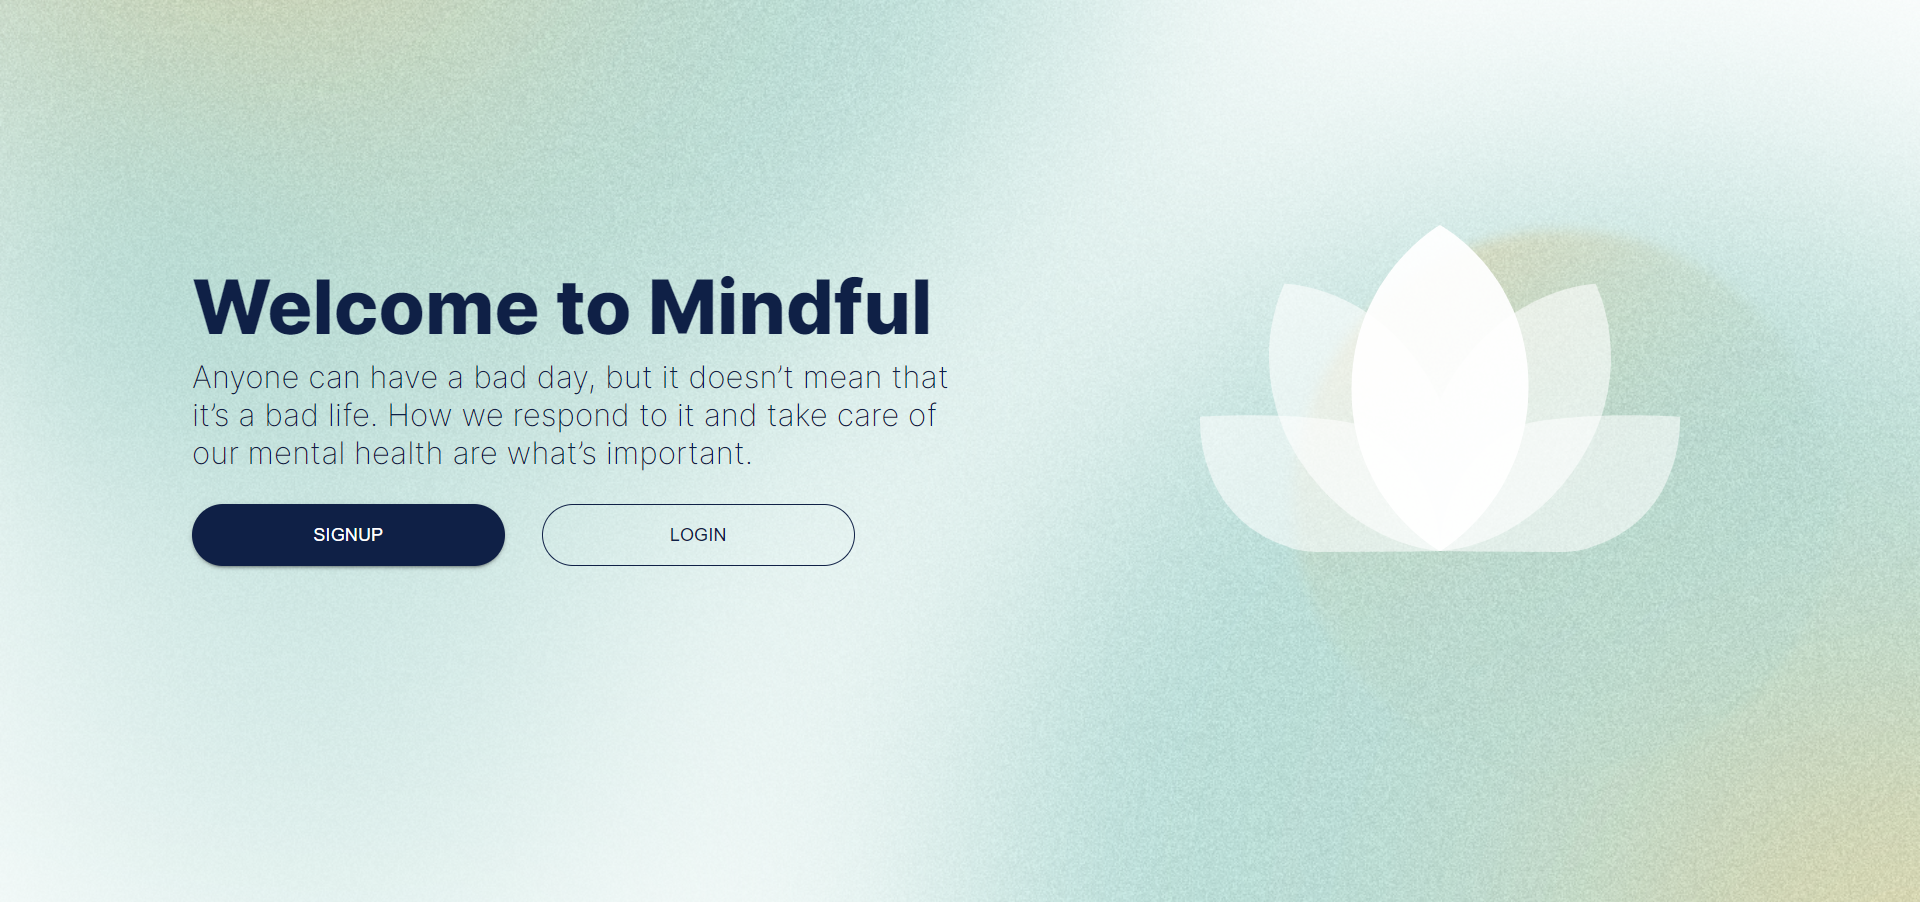 Welcome to Mindful
Anyone can have a bad day, but it doesn’t mean that
it’s a bad life. How we respond to it and take care of
our mental health are what’s important.
SIGNUP
LOGIN